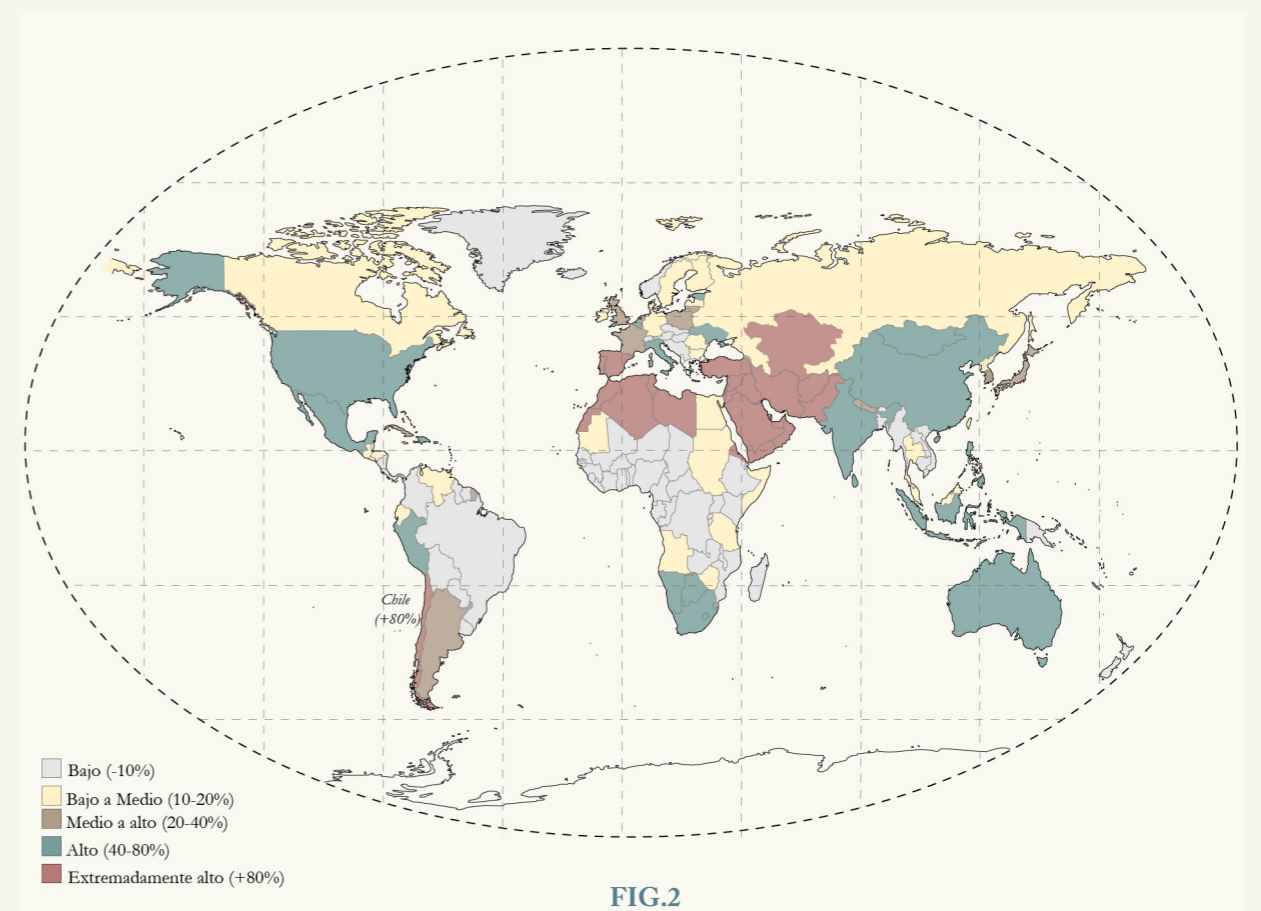 Chile
(+80%)
Bajo (-10%)
Bajo a Medio (10-20%)
Medio a alto (20-40%)
Alto (40-80%)
Extremadamente alto (+80%)
FIG.2